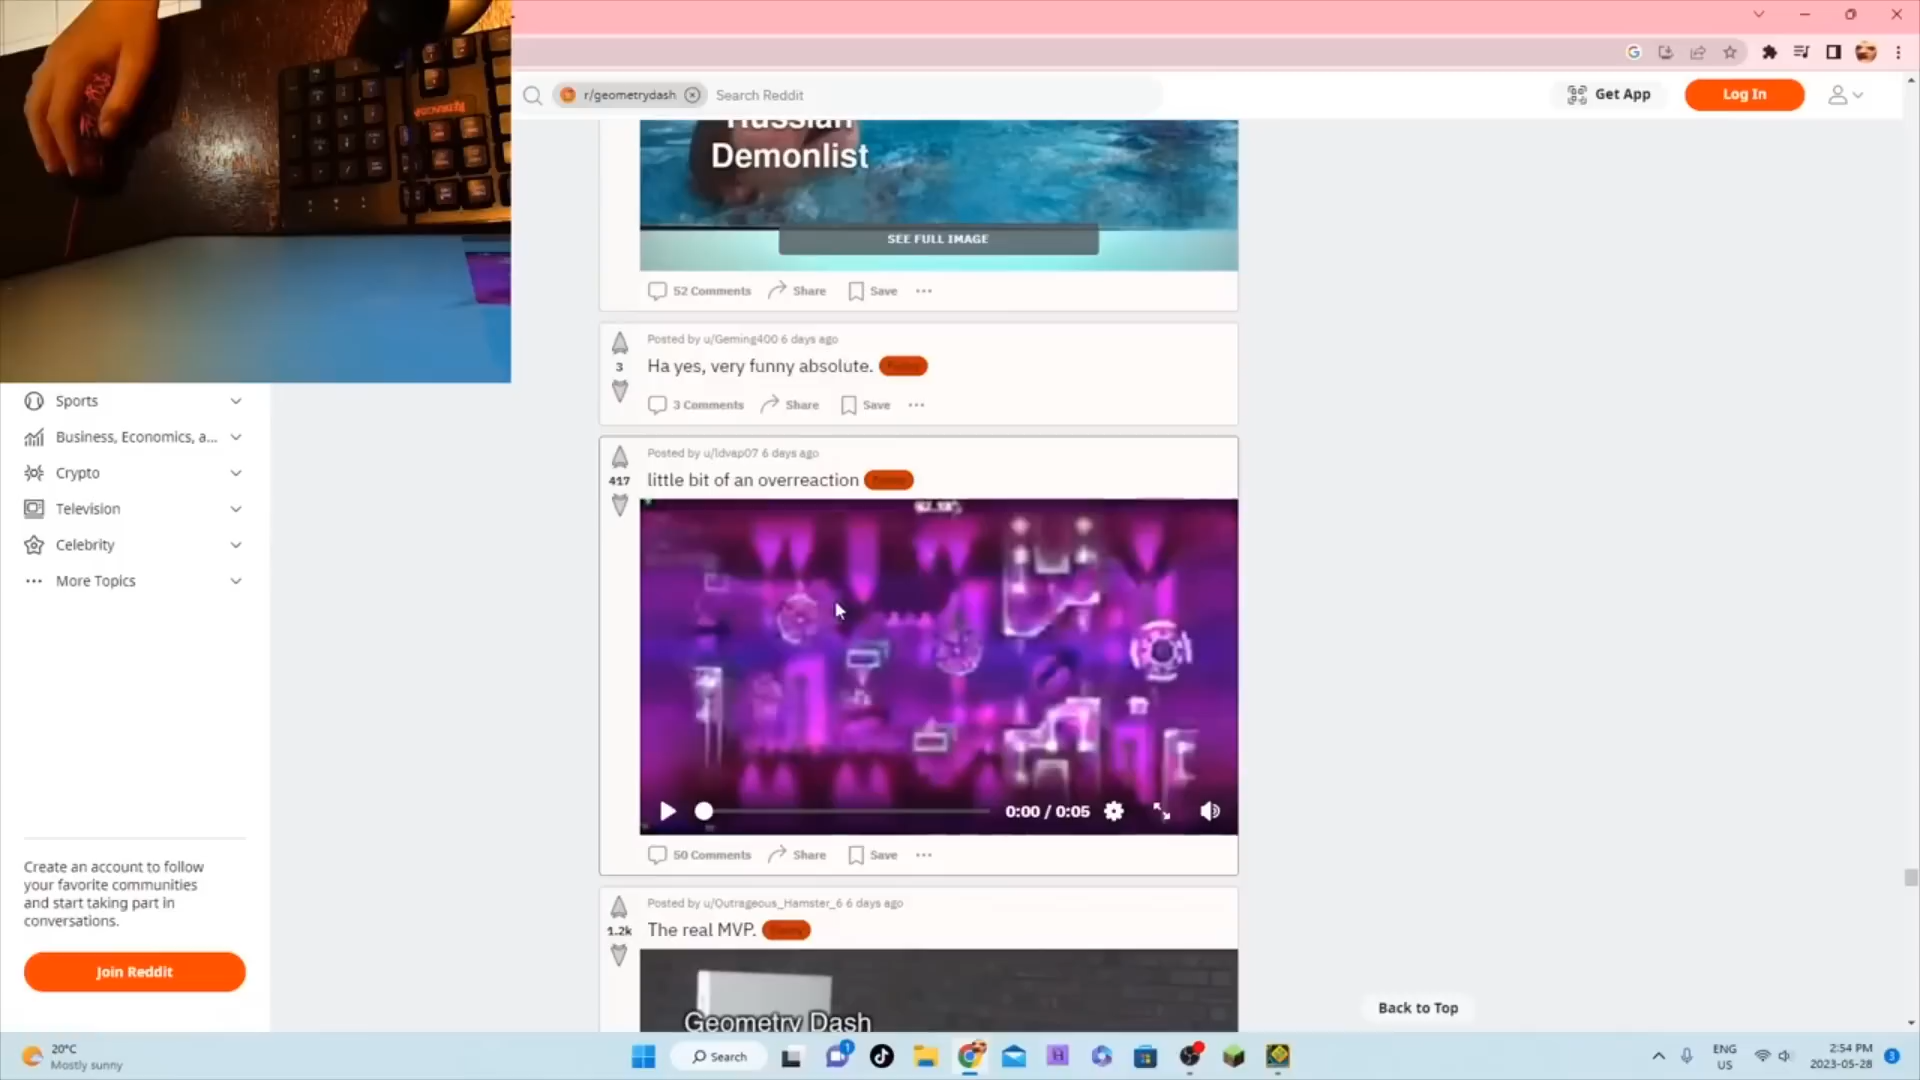 r/geometrydash
Search Reddit
Get App
Log In
Russian
Demonlist
SEE FULL IMAGE
52 Comments
Share
Save
Posted by u/Geming400 6 days ago
3
Ha yes, very funny absolute.
3 Comments
Share
Save
Posted by u/ldvap07 6 days ago
417
little bit of an overreaction
0:00 / 0:05
50 Comments
Share
Save
Posted by u/Outrageous_Hamster_6 6 days ago
1.2k
The real MVP.
Geometry Dash
Back to Top
Sports
Business, Economics, a...
Crypto
Television
Celebrity
More Topics
Create an account to follow
your favorite communities
and start taking part in
conversations.
Join Reddit
20°C
Mostly sunny
Search
1
ENG
US
2:54 PM
2023-05-28
3